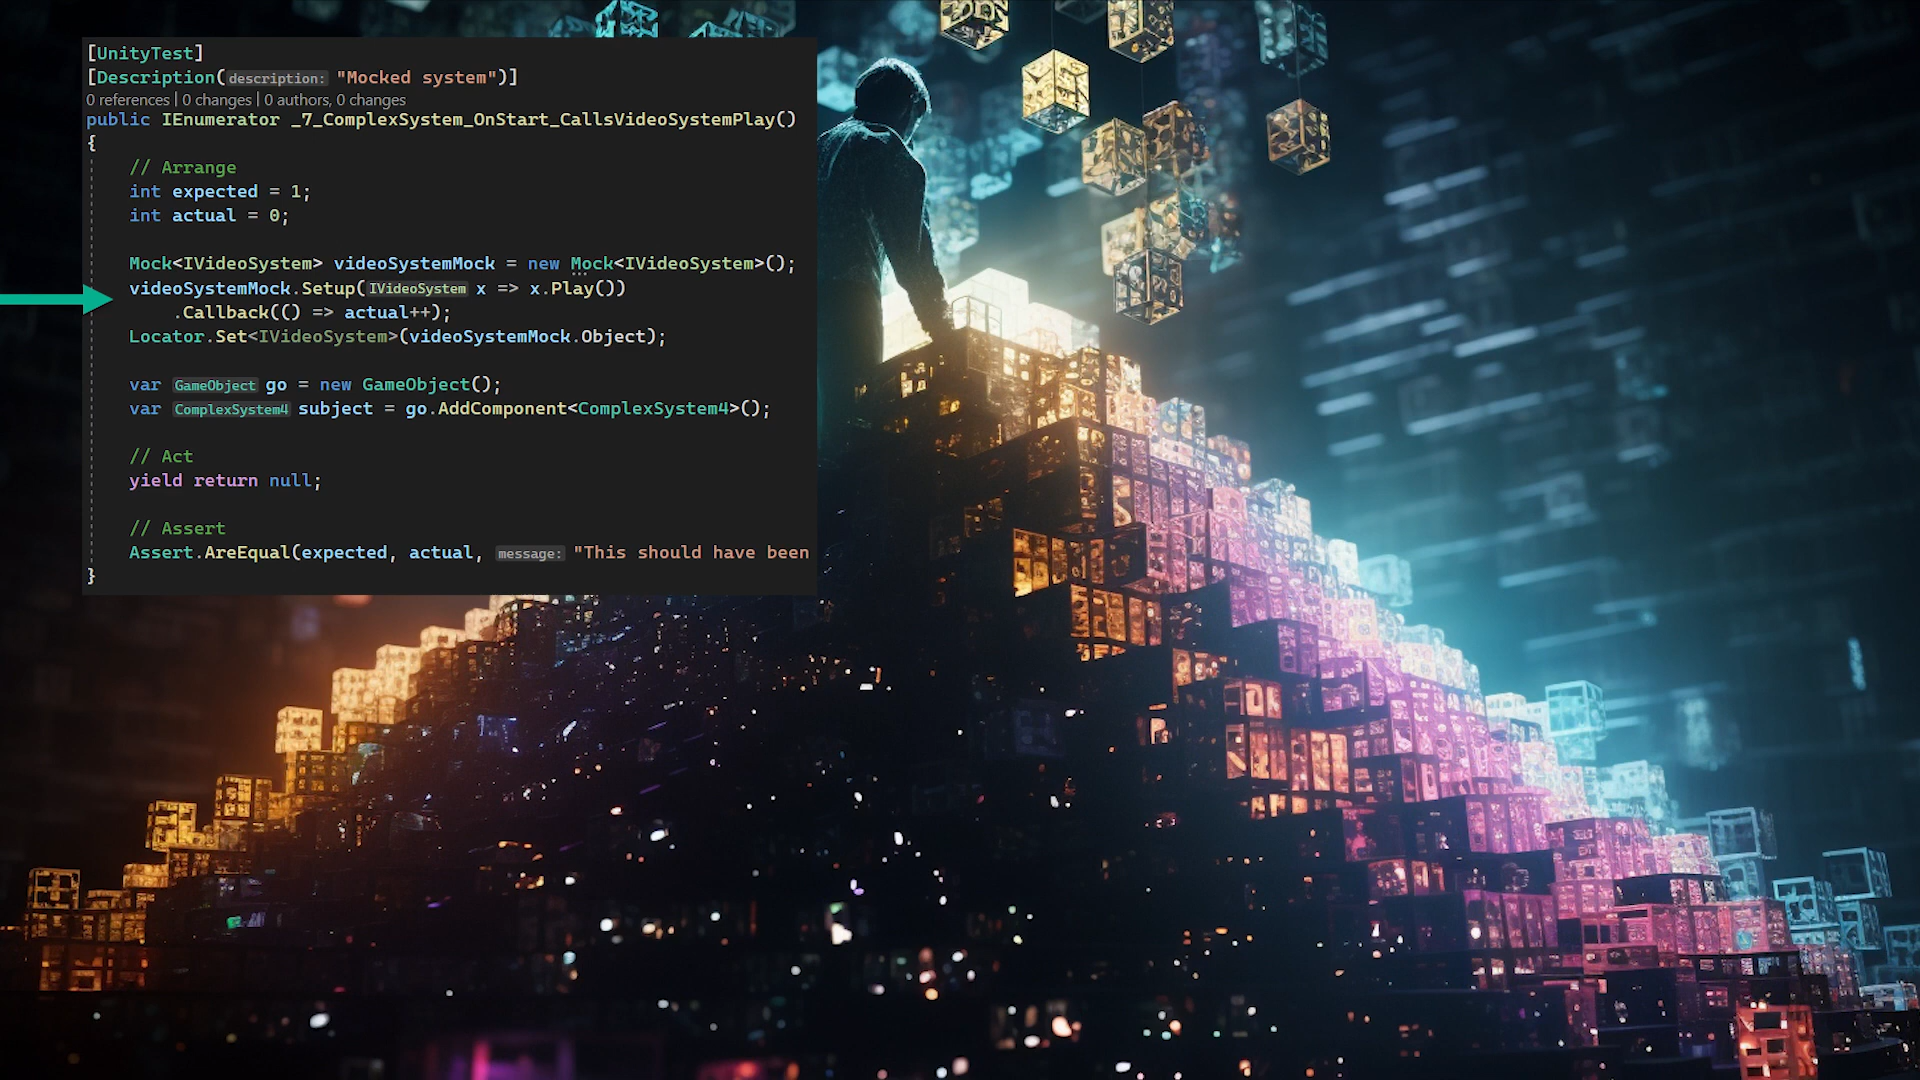 [UnityTest]
[Description(description: "Mocked system")]
0 references | 0 changes | 0 authors, 0 changes
public IEnumerator _7_ComplexSystem_OnStart_CallsVideoSystemPlay()
{
// Arrange
int expected = 1;
int actual = 0;
Mock<IVideoSystem> videoSystemMock = new Mock<IVideoSystem>();
videoSystemMock.Setup(IVideoSystem x => x.Play())
.Callback(() => actual++);
Locator.Set<IVideoSystem>(videoSystemMock.Object);
var GameObject go = new GameObject();
var ComplexSystem4 subject = go.AddComponent<ComplexSystem4>();
// Act
yield return null;
// Assert
Assert.AreEqual(expected, actual, message: "This should have been
}